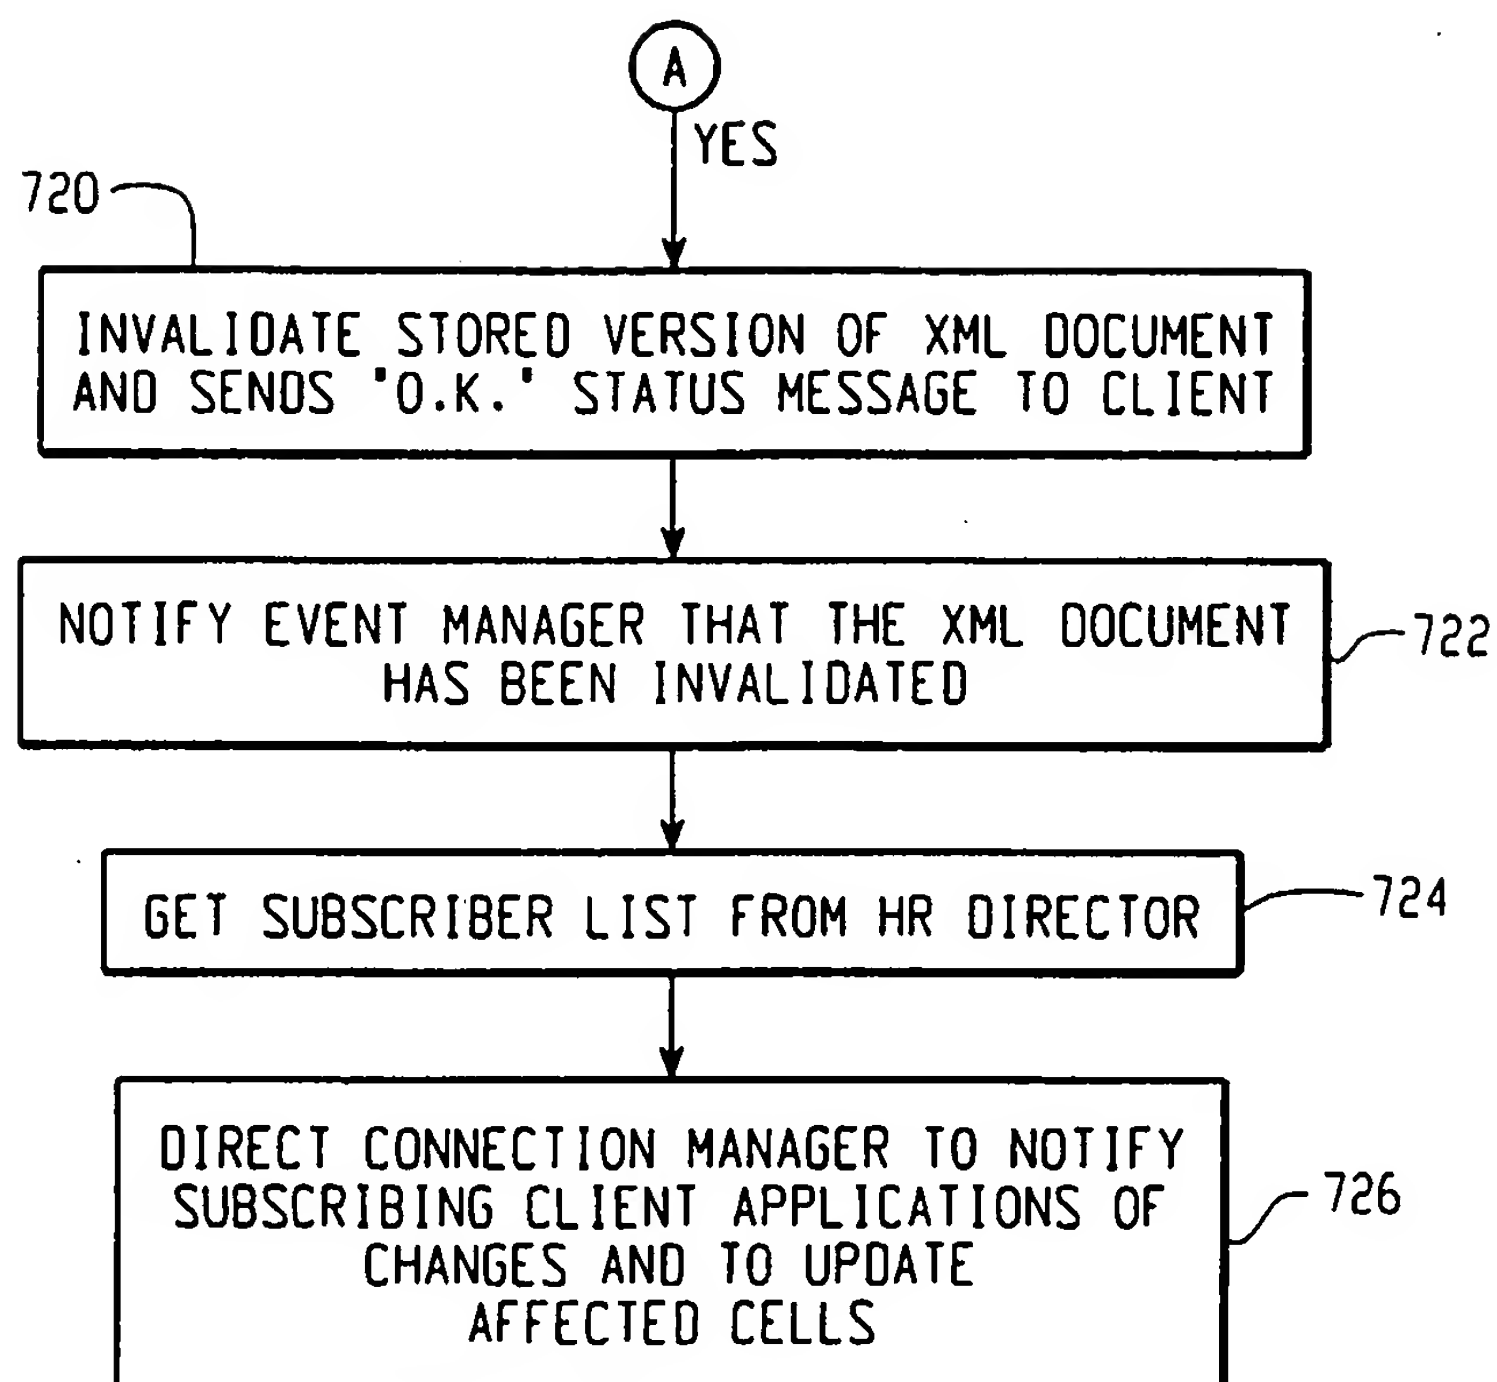 A
YES
720
INVALIDATE STORED VERSION OF XML DOCUMENT
AND SENDS "O.K." STATUS MESSAGE TO CLIENT
NOTIFY EVENT MANAGER THAT THE XML DOCUMENT
HAS BEEN INVALIDATED
722
GET SUBSCRIBER LIST FROM HR DIRECTOR
724
DIRECT CONNECTION MANAGER TO NOTIFY
SUBSCRIBING CLIENT APPLICATIONS OF
CHANGES AND TO UPDATE
AFFECTED CELLS
726